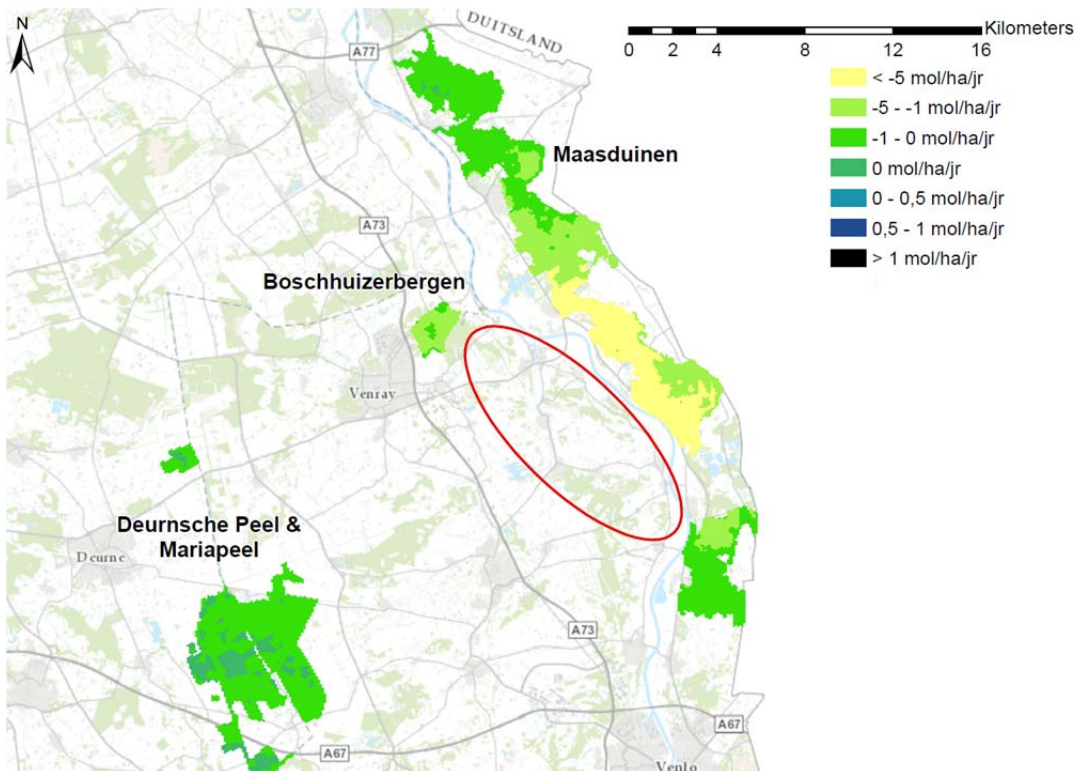 N
DUITSLAND
A77
Kilometers
0 2 4 8 12 16
< -5 mol/ha/jr
-5 - -1 mol/ha/jr
-1 - 0 mol/ha/jr
0 mol/ha/jr
0 - 0,5 mol/ha/jr
0,5 - 1 mol/ha/jr
> 1 mol/ha/jr
Maasduinen
A73
Boschhuizerbergen
Venray
Deurnsche Peel &
Mariapeel
Deurne
A73
A67
A67
Venlo